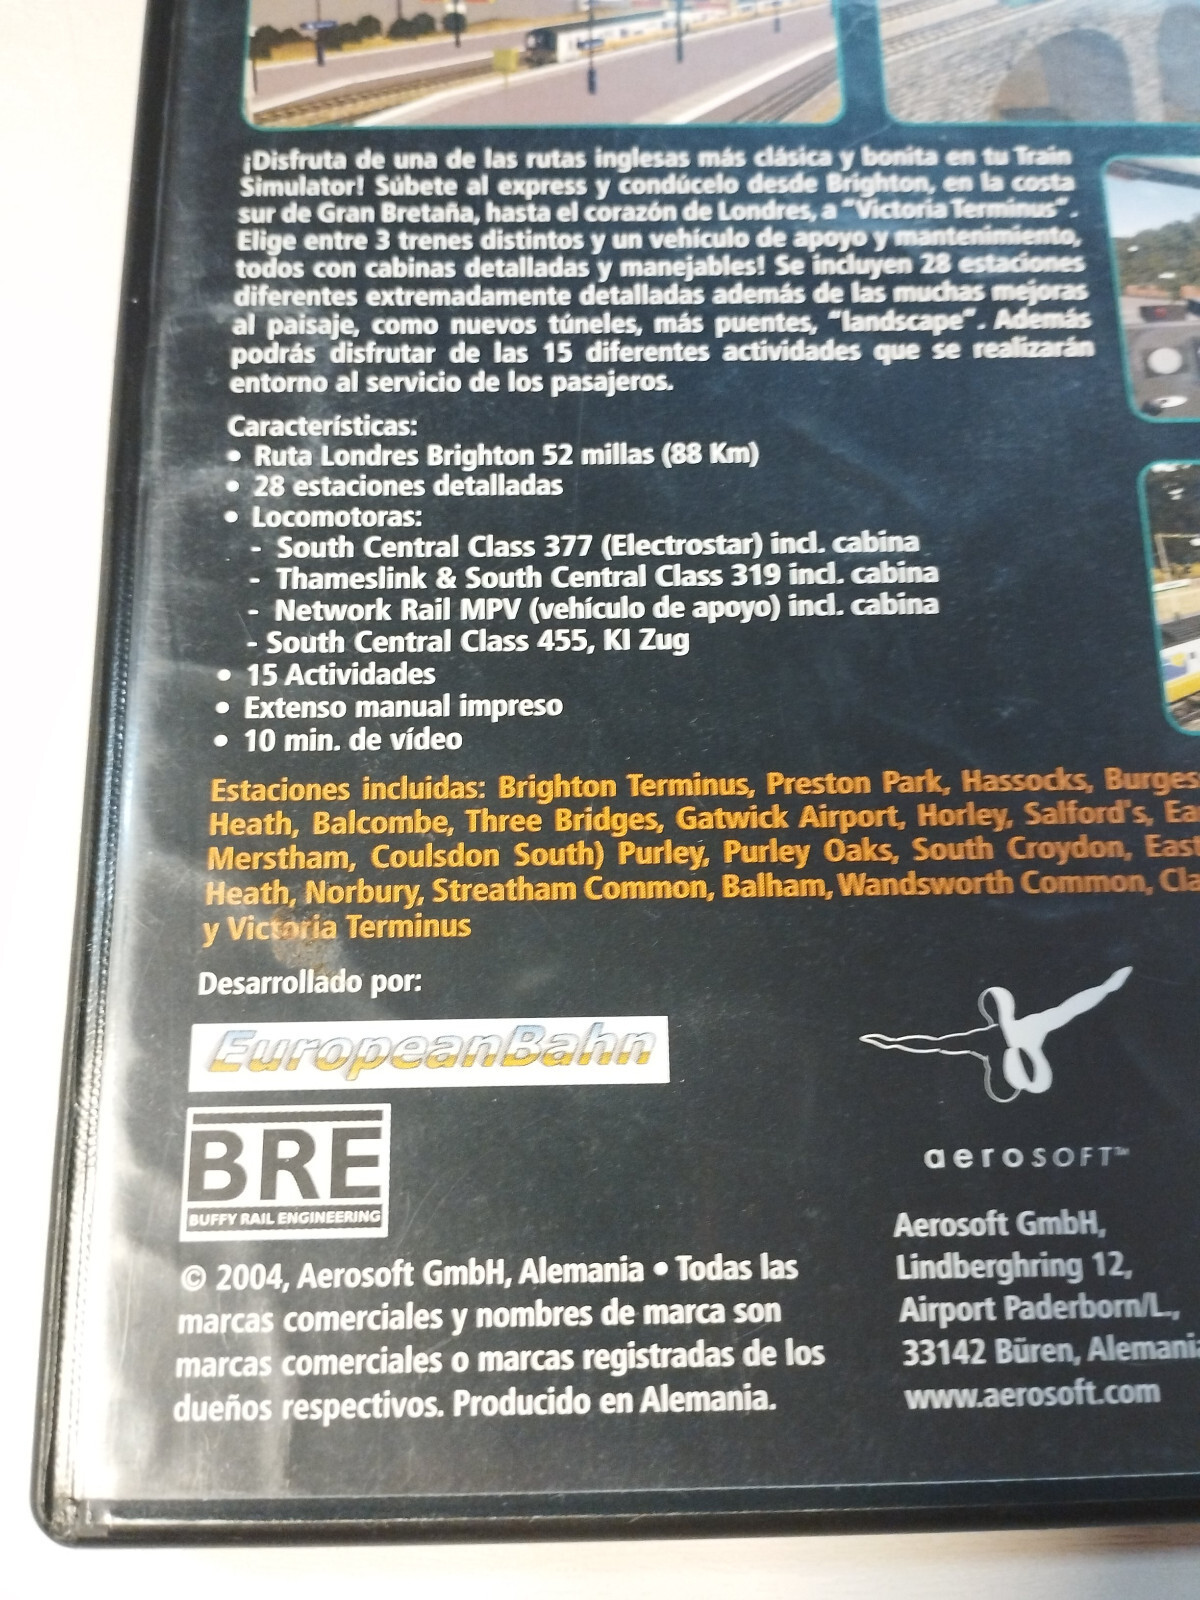 ¡Disfruta de una de las rutas inglesas más clásica y bonita en tu Train
Simulator! Súbete al express y condúcelo desde Brighton, en la costa
sur de Gran Bretaña, hasta el corazón de Londres, a "Victoria Terminus".
Elige entre 3 trenes distintos y un vehículo de apoyo y mantenimiento,
todos con cabinas detalladas y manejables! Se incluyen 28 estaciones
diferentes extremadamente detalladas además de las muchas mejoras
al paisaje, como nuevos túneles, más puentes, "landscape". Además
podrás disfrutar de las 15 diferentes actividades que se realizarán
entorno al servicio de los pasajeros.
Características:
• Ruta Londres Brighton 52 millas (88 Km)
• 28 estaciones detalladas
• Locomotoras:
- South Central Class 377 (Electrostar) incl. cabina
- Thameslink & South Central Class 319 incl. cabina
- Network Rail MPV (vehículo de apoyo) incl. cabina
- South Central Class 455, KI Zug
• 15 Actividades
• Extenso manual impreso
• 10 min. de vídeo
Estaciones incluidas: Brighton Terminus, Preston Park, Hassocks, Burges
Heath, Balcombe, Three Bridges, Gatwick Airport, Horley, Salford's, Ea
Merstham, Coulsdon South) Purley, Purley Oaks, South Croydon, East
Heath, Norbury, Streatham Common, Balham, Wandsworth Common, Cla
y Victoria Terminus
Desarrollado por:
EuropeanBahn
BRE
BUFFY RAIL ENGINEERING
aeroSOFT™
© 2004, Aerosoft GmbH, Alemania • Todas las
marcas comerciales y nombres de marca son
marcas comerciales o marcas registradas de los
dueños respectivos. Producido en Alemania.
Aerosoft GmbH,
Lindberghring 12,
Airport Paderborn/L.,
33142 Büren, Alemania
www.aerosoft.com